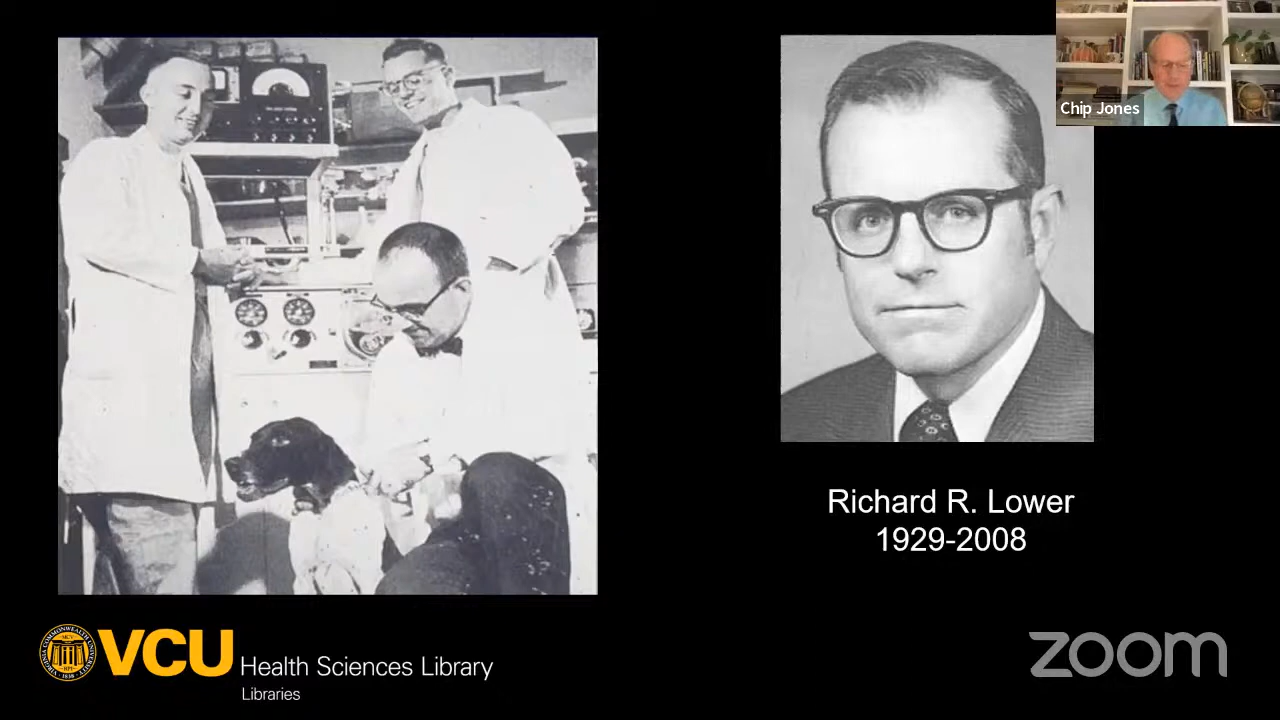 Chip Jones
Richard R. Lower
1929-2008
VCU Health Sciences Library
Libraries
zoom